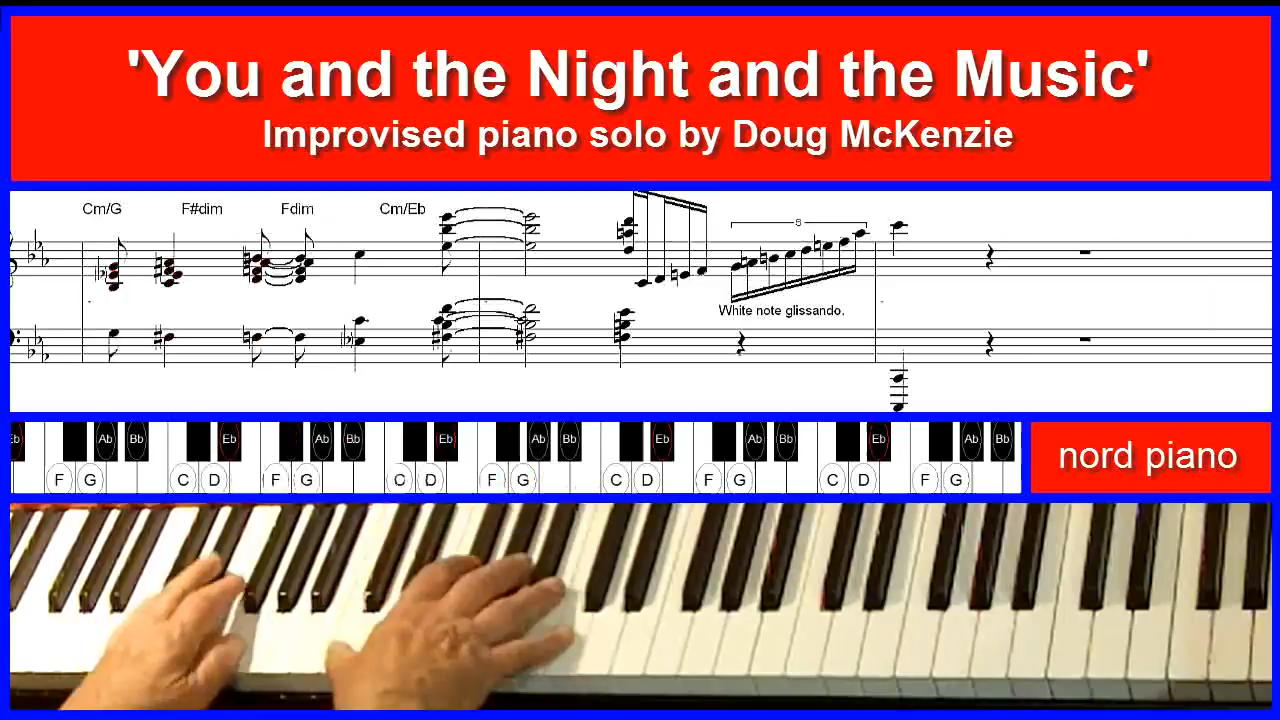 'You and the Night and the Music'
Improvised piano solo by Doug McKenzie
Cm/G F#dim Fdim Cm/Eb
8
White note glissando.
Eb Ab Bb Eb Ab Bb Eb Ab Bb Eb Ab Bb Eb Ab Bb
F G C D F G C D F G C D F G C D F G
nord piano